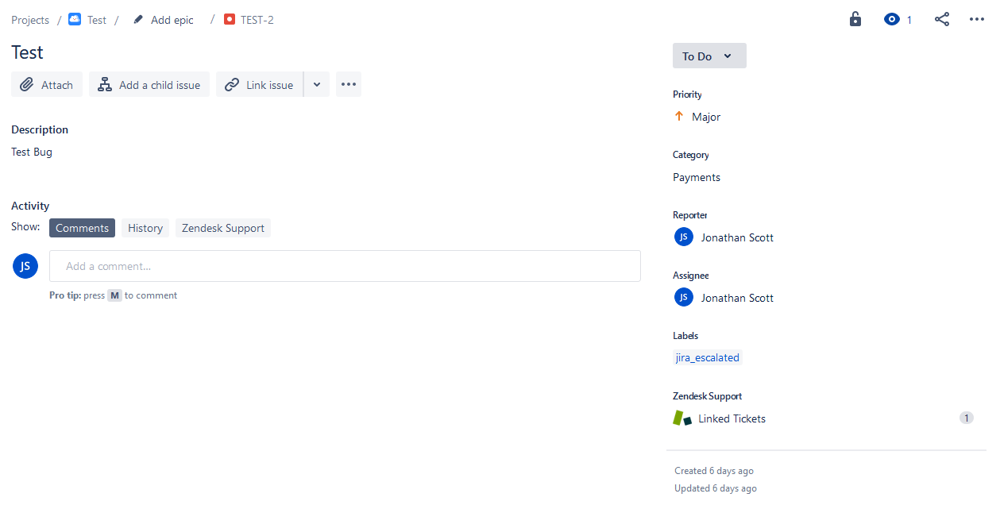 Projects / Test / Add epic / TEST-2
1
Test
To Do
Attach
Add a child issue
Link issue
Priority
Major
Description
Test Bug
Category
Payments
Activity
Show: Comments History Zendesk Support
Reporter
JS Jonathan Scott
JS Add a comment...
Pro tip: press M to comment
Assignee
JS Jonathan Scott
Labels
jira_escalated
Zendesk Support
Linked Tickets 1
Created 6 days ago
Updated 6 days ago